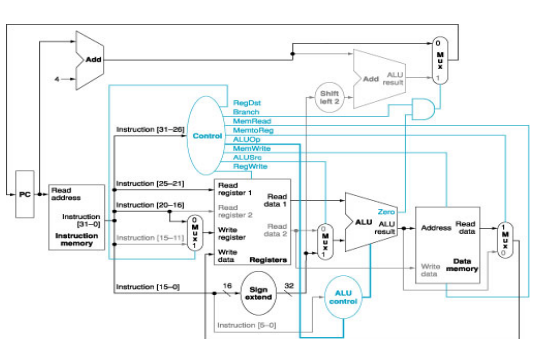 0
M
u
x
1
Add
4
Add ALU
result
Shift
left 2
RegDst
Branch
MemRead
MemtoReg
ALUOp
MemWrite
ALUSrc
RegWrite
Instruction [31–26]
Control
PC
Read
address
Instruction
[31–0]
Instruction
memory
Instruction [25–21]
Instruction [20–16]
Instruction [15–11]
0
M
u
x
1
Read
register 1
Read
register 2
Write
register
Write
data
Read
data 1
Read
data 2
Registers
0
M
u
x
1
Zero
ALU
ALU
result
Address
Read
data
Write
data
Data
memory
1
M
u
x
0
Instruction [15–0]
16
Sign
extend
32
ALU
control
Instruction [5–0]